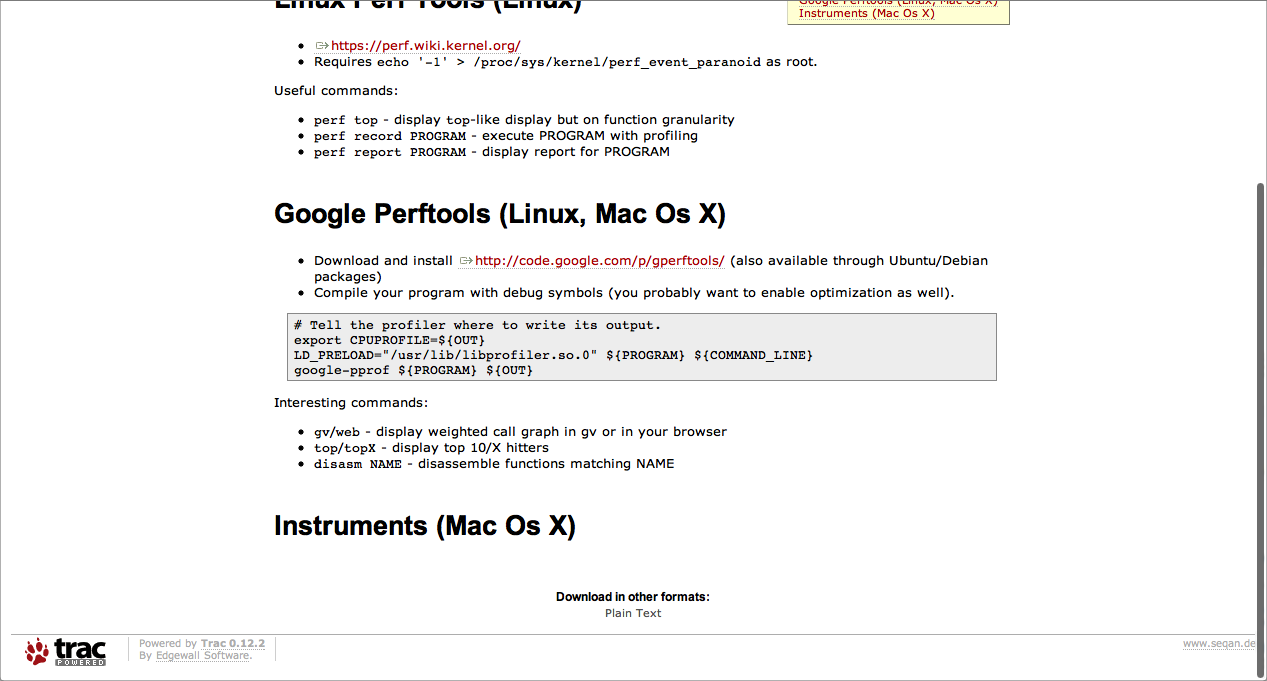 Linux Perf Tools (Linux)
Google Perftools (Linux, Mac Os X)
Instruments (Mac Os X)
https://perf.wiki.kernel.org/
Requires echo '-1' > /proc/sys/kernel/perf_event_paranoid as root.
Useful commands:
perf top - display top-like display but on function granularity
perf record PROGRAM - execute PROGRAM with profiling
perf report PROGRAM - display report for PROGRAM
Google Perftools (Linux, Mac Os X)
Download and install http://code.google.com/p/gperftools/ (also available through Ubuntu/Debian
packages)
Compile your program with debug symbols (you probably want to enable optimization as well).
# Tell the profiler where to write its output.
export CPUPROFILE=${OUT}
LD_PRELOAD="/usr/lib/libprofiler.so.0" ${PROGRAM} ${COMMAND_LINE}
google-pprof ${PROGRAM} ${OUT}
Interesting commands:
gv/web - display weighted call graph in gv or in your browser
top/topX - display top 10/X hitters
disasm NAME - disassemble functions matching NAME
Instruments (Mac Os X)
Download in other formats:
Plain Text
trac
POWERED
Powered by Trac 0.12.2
By Edgewall Software.
www.seqan.de